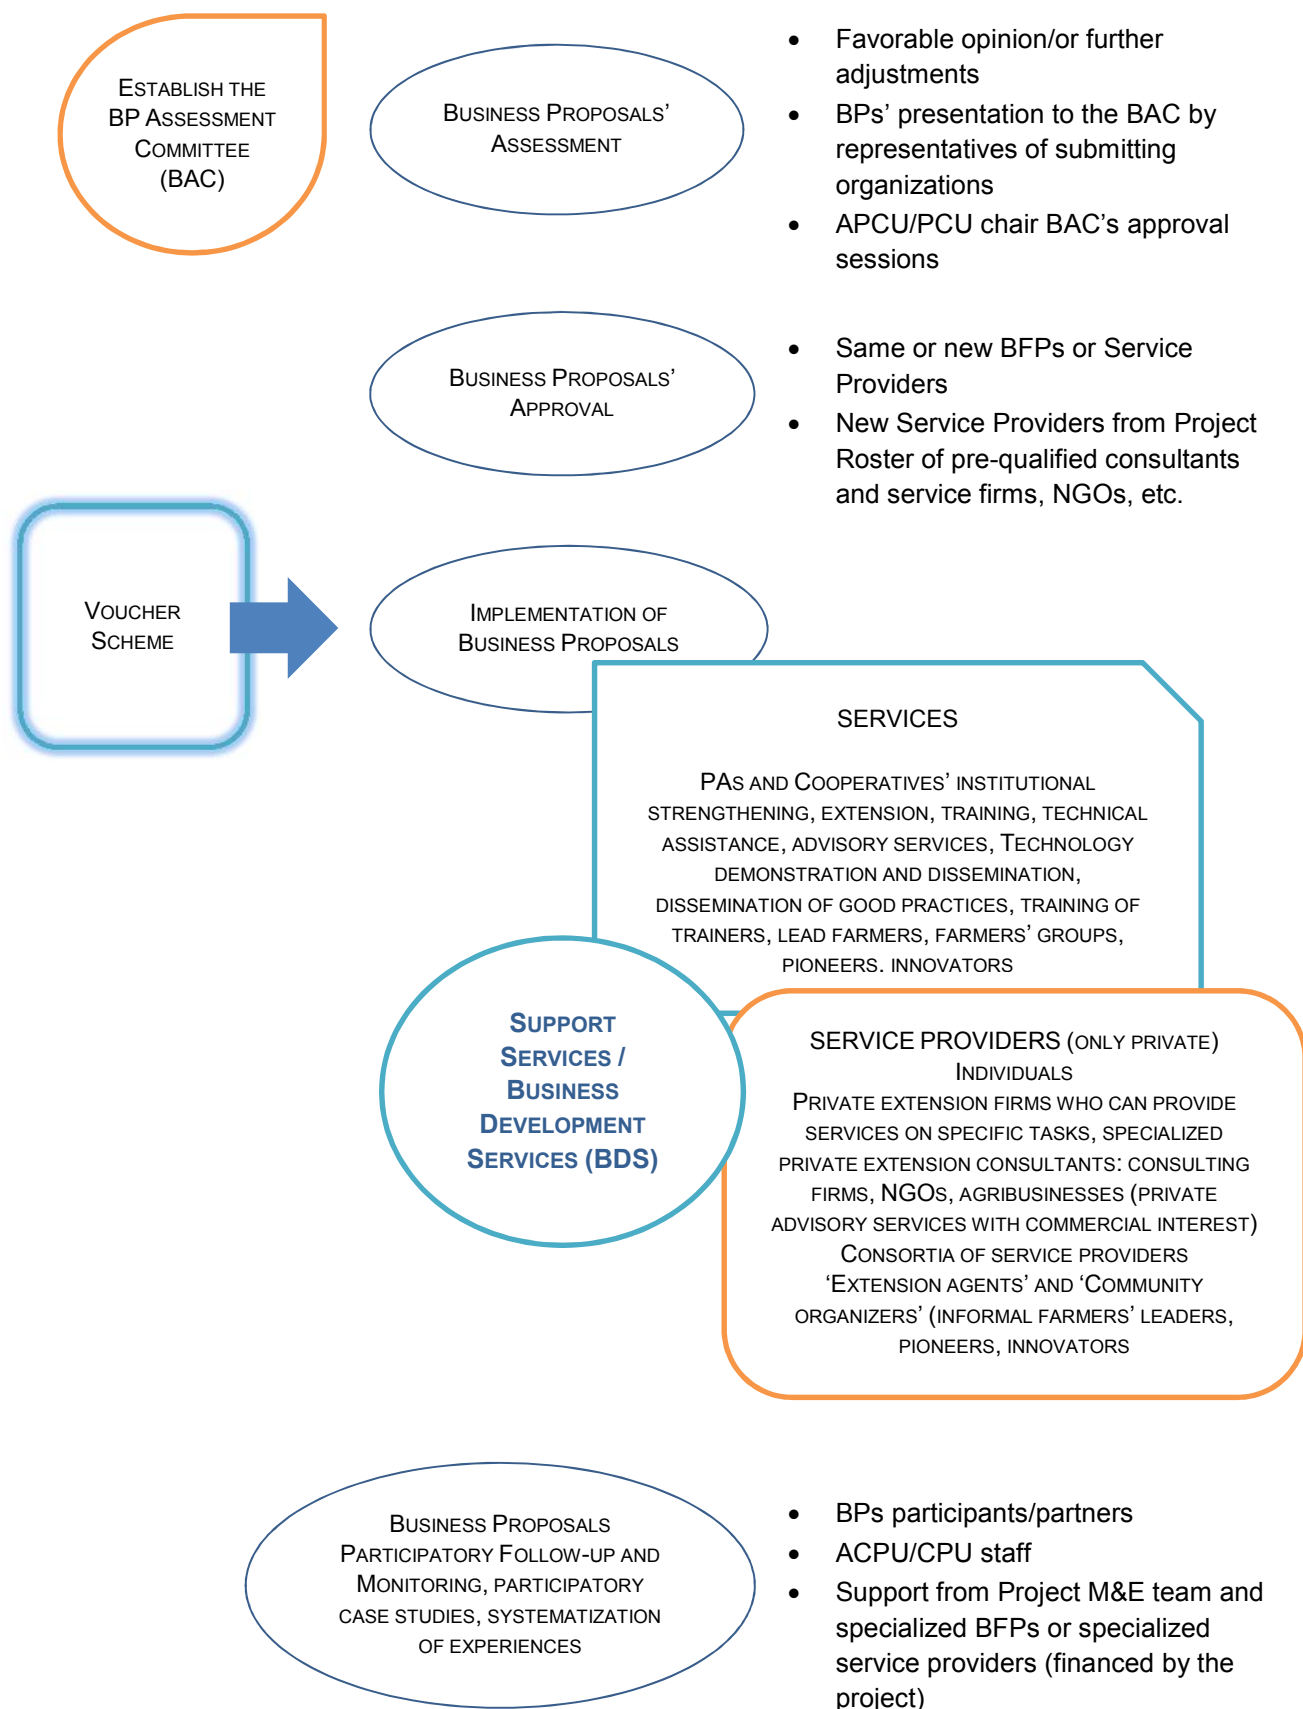 ESTABLISH THE
BP ASSESSMENT
COMMITTEE
(BAC)
BUSINESS PROPOSALS’
ASSESSMENT
• Favorable opinion/or further
adjustments
• BPs’ presentation to the BAC by
representatives of submitting
organizations
• APCU/PCU chair BAC’s approval
sessions
BUSINESS PROPOSALS’
APPROVAL
• Same or new BFPs or Service
Providers
• New Service Providers from Project
Roster of pre-qualified consultants
and service firms, NGOs, etc.
VOUCHER
SCHEME
IMPLEMENTATION OF
BUSINESS PROPOSALS
SERVICES
PAS AND COOPERATIVES’ INSTITUTIONAL
STRENGTHENING, EXTENSION, TRAINING, TECHNICAL
ASSISTANCE, ADVISORY SERVICES, TECHNOLOGY
DEMONSTRATION AND DISSEMINATION,
DISSEMINATION OF GOOD PRACTICES, TRAINING OF
TRAINERS, LEAD FARMERS, FARMERS’ GROUPS,
PIONEERS. INNOVATORS
SUPPORT
SERVICES /
BUSINESS
DEVELOPMENT
SERVICES (BDS)
SERVICE PROVIDERS (ONLY PRIVATE)
INDIVIDUALS
PRIVATE EXTENSION FIRMS WHO CAN PROVIDE
SERVICES ON SPECIFIC TASKS, SPECIALIZED
PRIVATE EXTENSION CONSULTANTS: CONSULTING
FIRMS, NGOS, AGRIBUSINESSES (PRIVATE
ADVISORY SERVICES WITH COMMERCIAL INTEREST)
CONSORTIA OF SERVICE PROVIDERS
‘EXTENSION AGENTS’ AND ‘COMMUNITY
ORGANIZERS’ (INFORMAL FARMERS’ LEADERS,
PIONEERS, INNOVATORS
BUSINESS PROPOSALS
PARTICIPATORY FOLLOW-UP AND
MONITORING, PARTICIPATORY
CASE STUDIES, SYSTEMATIZATION
OF EXPERIENCES
• BPs participants/partners
• ACPU/CPU staff
• Support from Project M&E team and
specialized BFPs or specialized
service providers (financed by the
project)